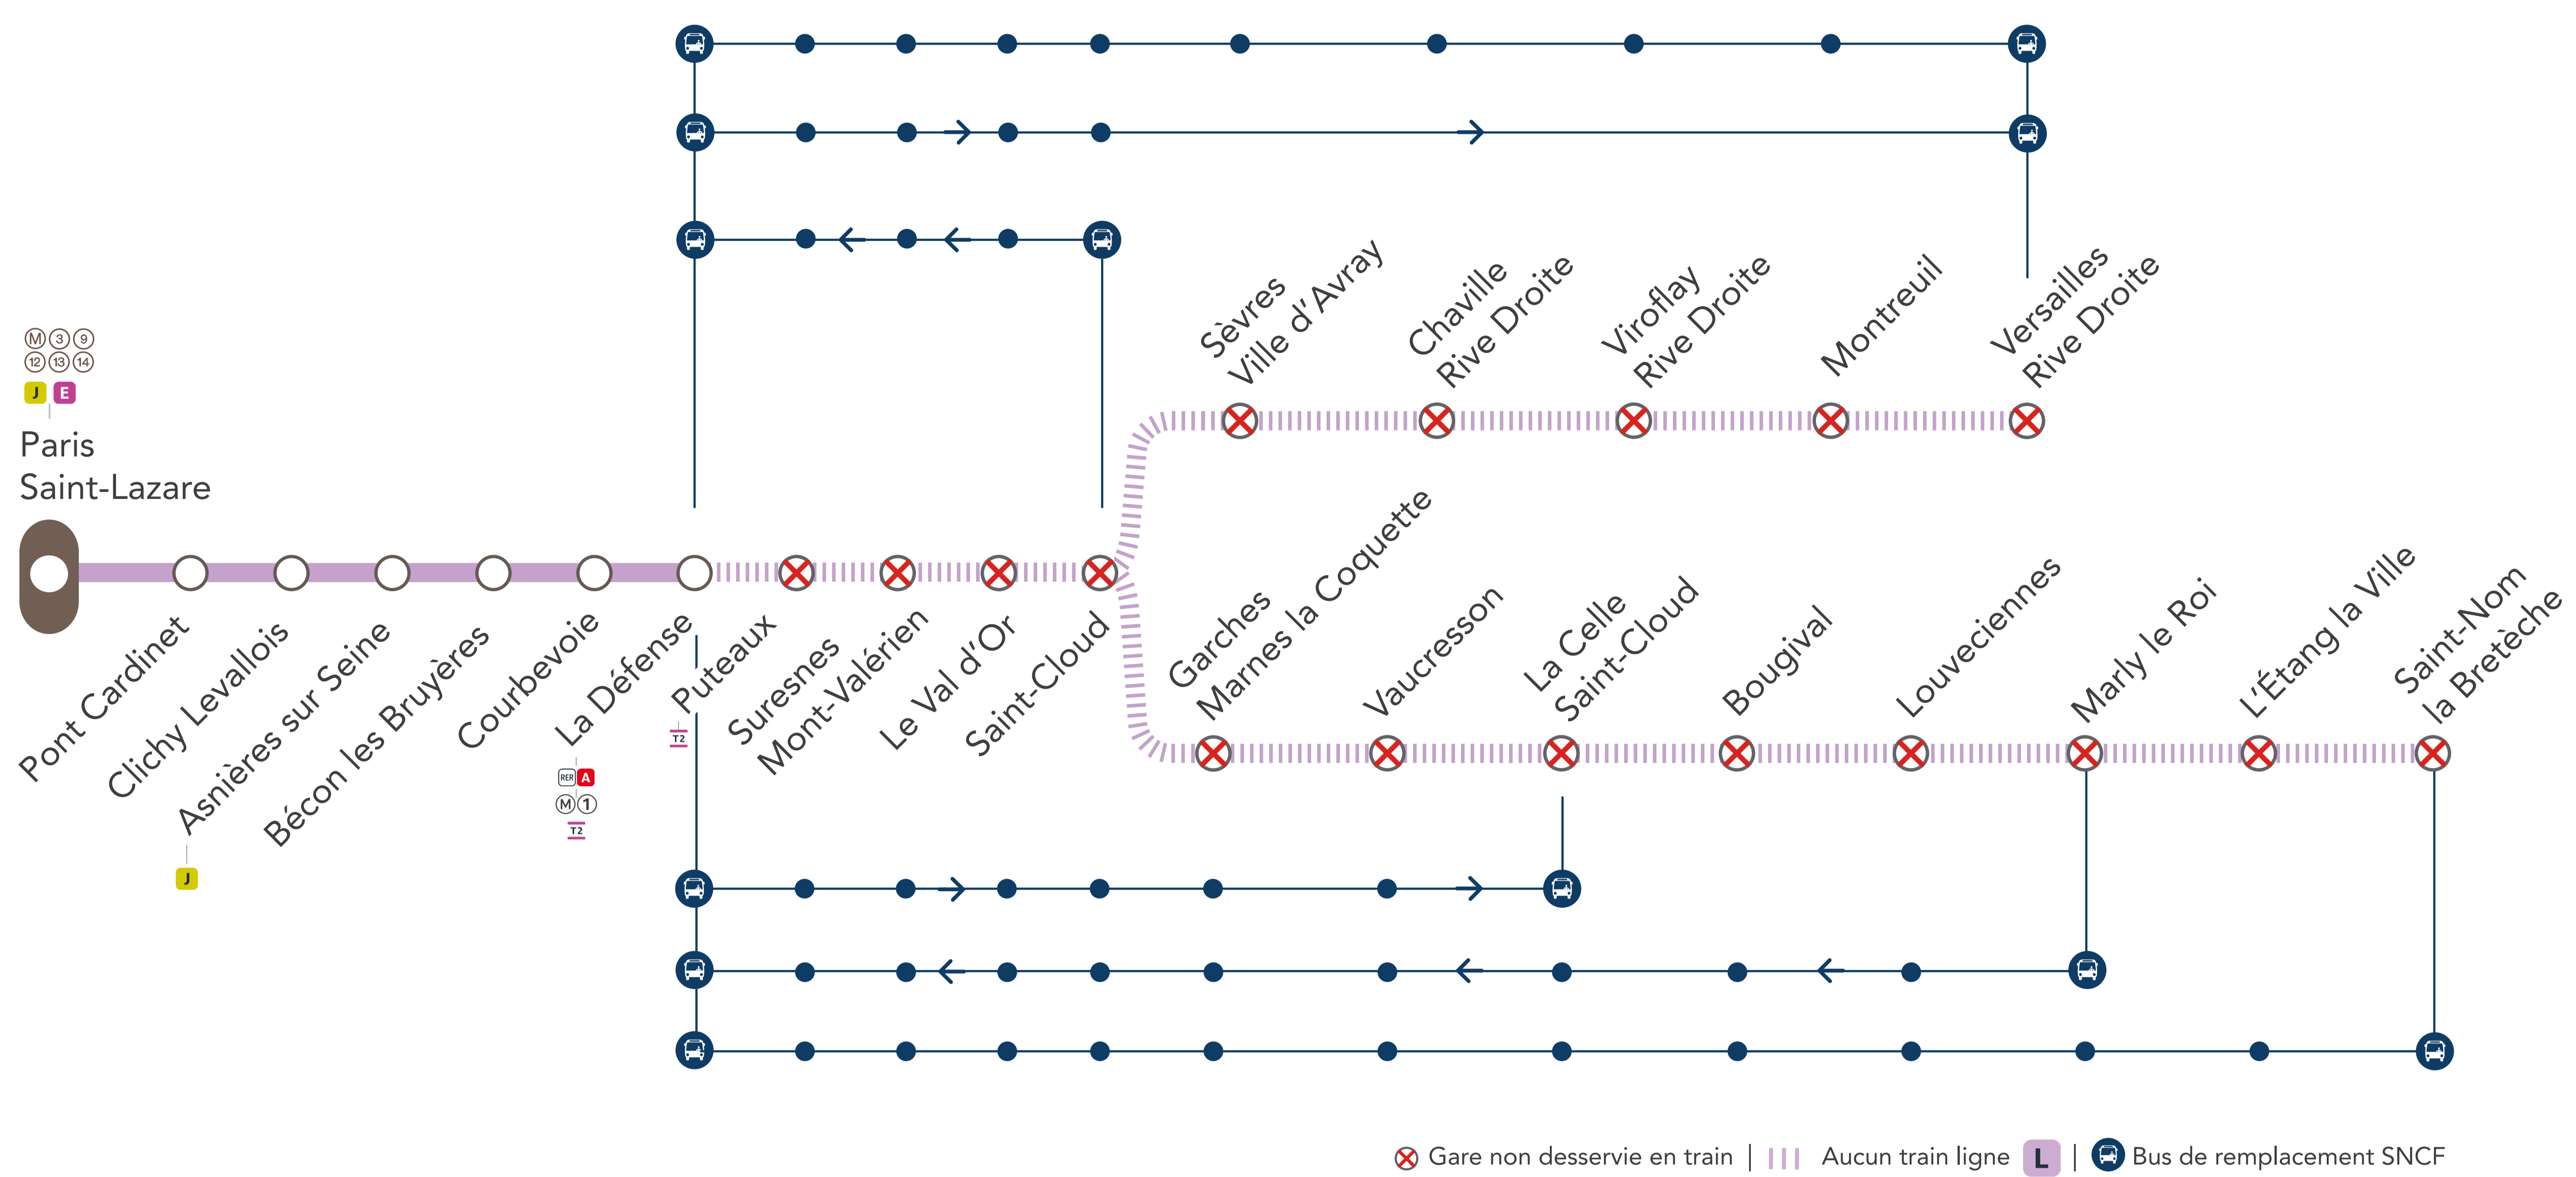 M 3 9
12 13 14
J E
Paris
Saint-Lazare
Pont Cardinet
Clichy Levallois
Asnières sur Seine
J
Bécon les Bruyères
Courbevoie
La Défense
RER A
M 1
T2
Puteaux
T2
Suresnes
Mont-Valérien
Le Val d'Or
Saint-Cloud
Sèvres
Ville d'Avray
Chaville
Rive Droite
Viroflay
Rive Droite
Montreuil
Versailles
Rive Droite
Garches
Marnes la Coquette
Vaucresson
La Celle
Saint-Cloud
Bougival
Louveciennes
Marly le Roi
L'Étang la Ville
Saint-Nom
la Bretèche
Gare non desservie en train | Aucun train ligne L | Bus de remplacement SNCF